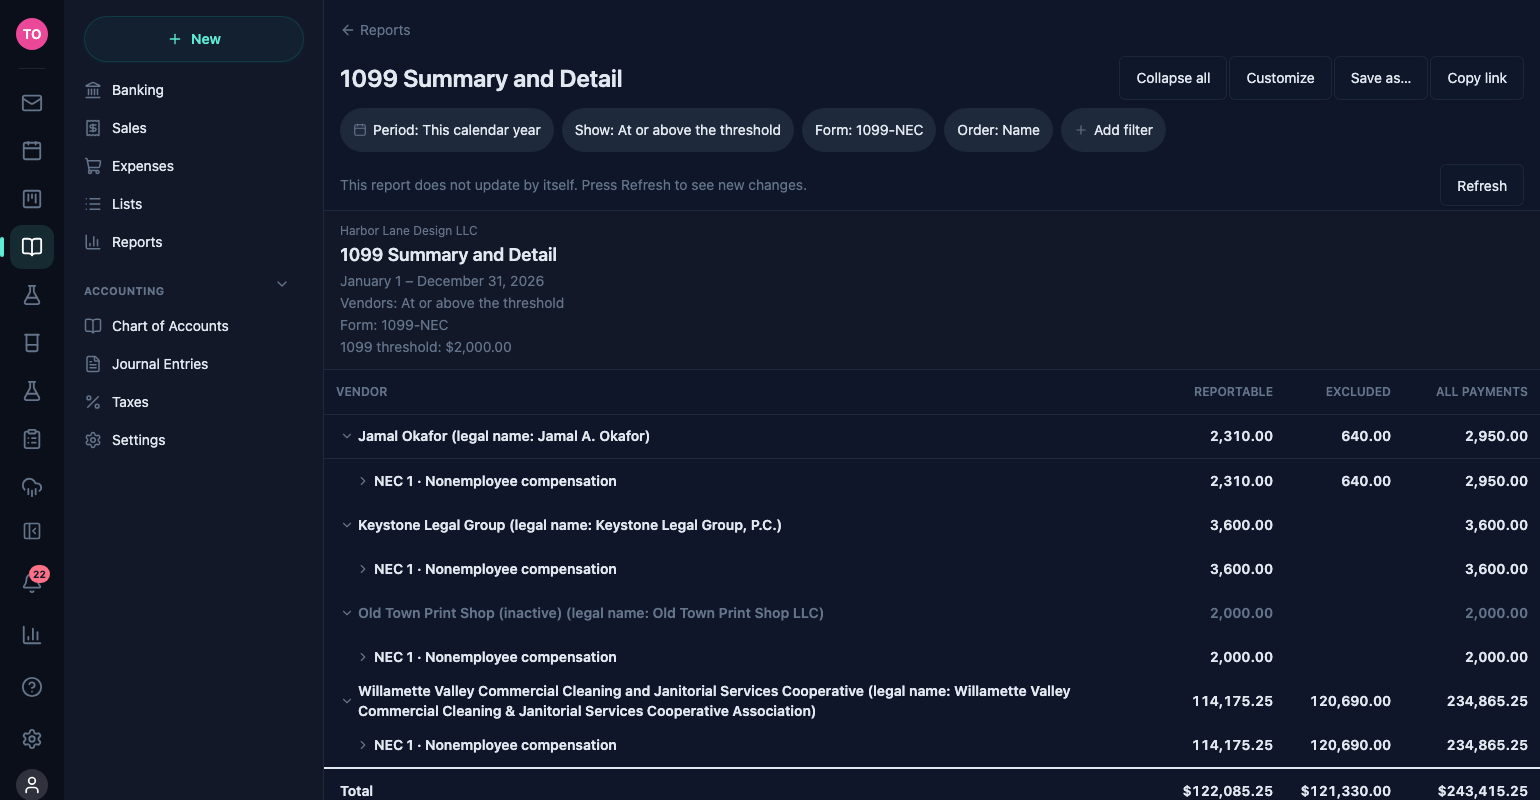 TO
New
Banking
Sales
Expenses
Lists
Reports
ACCOUNTING
Chart of Accounts
Journal Entries
Taxes
Settings
22
Reports
1099 Summary and Detail
Collapse all
Customize
Save as...
Copy link
Period: This calendar year
Show: At or above the threshold
Form: 1099-NEC
Order: Name
Add filter
This report does not update by itself. Press Refresh to see new changes.
Refresh
Harbor Lane Design LLC
1099 Summary and Detail
January 1 – December 31, 2026
Vendors: At or above the threshold
Form: 1099-NEC
1099 threshold: $2,000.00
VENDOR REPORTABLE EXCLUDED ALL PAYMENTS
Jamal Okafor (legal name: Jamal A. Okafor) 2,310.00 640.00 2,950.00
NEC 1 · Nonemployee compensation 2,310.00 640.00 2,950.00
Keystone Legal Group (legal name: Keystone Legal Group, P.C.) 3,600.00 3,600.00
NEC 1 · Nonemployee compensation 3,600.00 3,600.00
Old Town Print Shop (inactive) (legal name: Old Town Print Shop LLC) 2,000.00 2,000.00
NEC 1 · Nonemployee compensation 2,000.00 2,000.00
Willamette Valley Commercial Cleaning and Janitorial Services Cooperative (legal name: Willamette Valley
Commercial Cleaning & Janitorial Services Cooperative Association) 114,175.25 120,690.00 234,865.25
NEC 1 · Nonemployee compensation 114,175.25 120,690.00 234,865.25
Total $122,085.25 $121,330.00 $243,415.25